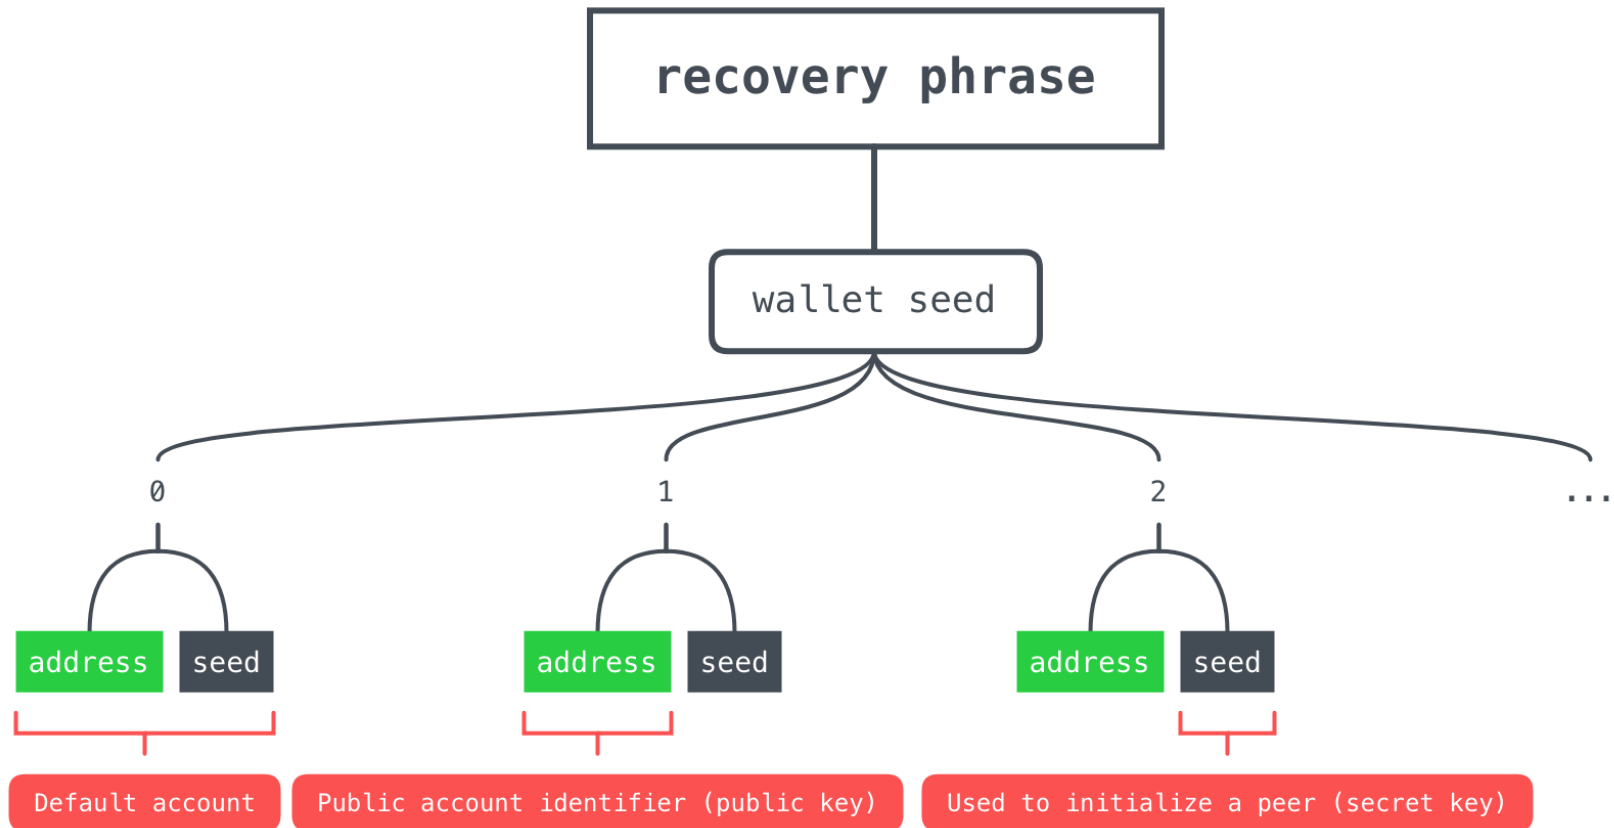 recovery phrase
wallet seed
0
1
2
...
address
seed
address
seed
address
seed
Default account
Public account identifier (public key)
Used to initialize a peer (secret key)